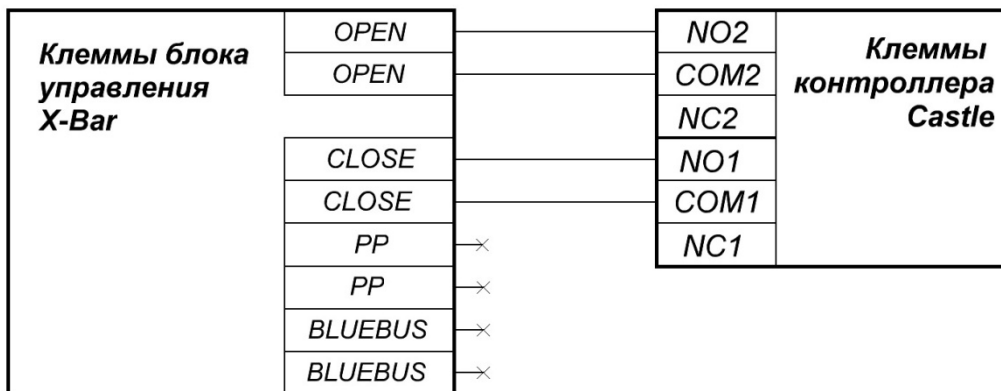 Клеммы блока
управления
X-Bar
OPEN
OPEN
CLOSE
CLOSE
PP
PP
BLUEBUS
BLUEBUS
NO2
COM2
NC2
NO1
COM1
NC1
Клеммы
контроллера
Castle